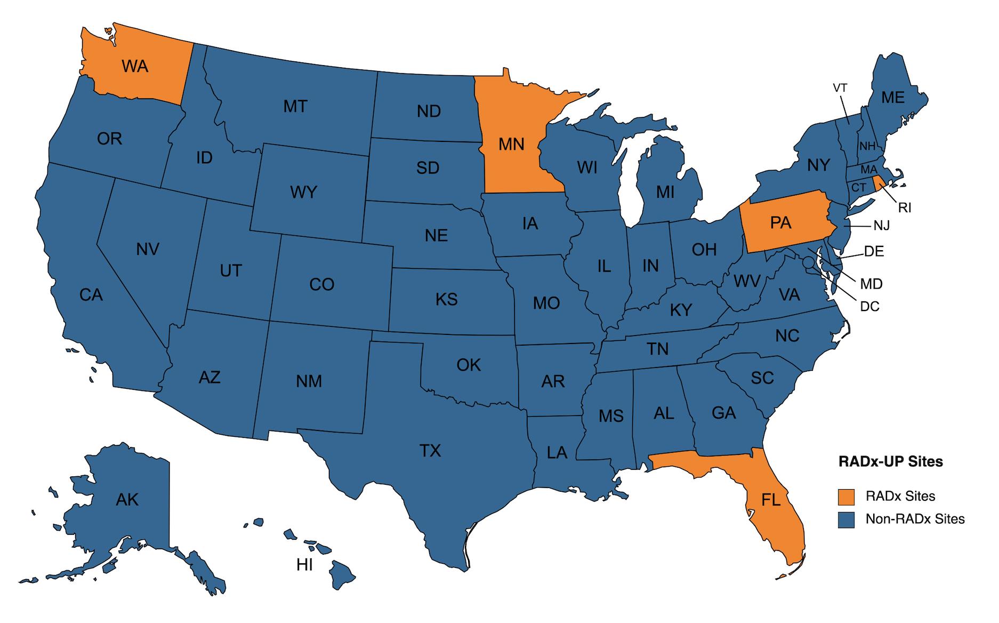 WA
MT
ND
MN
VT
ME
OR
ID
SD
WI
NH
NY
MA
WY
MI
CT
RI
IA
PA
NJ
NE
NV
OH
DE
UT
IL
IN
CO
WV
MD
CA
KS
MO
VA
DC
KY
NC
TN
OK
AZ
NM
AR
SC
MS
AL
GA
TX
LA
RADx-UP Sites
RADx Sites
Non-RADx Sites
AK
FL
HI